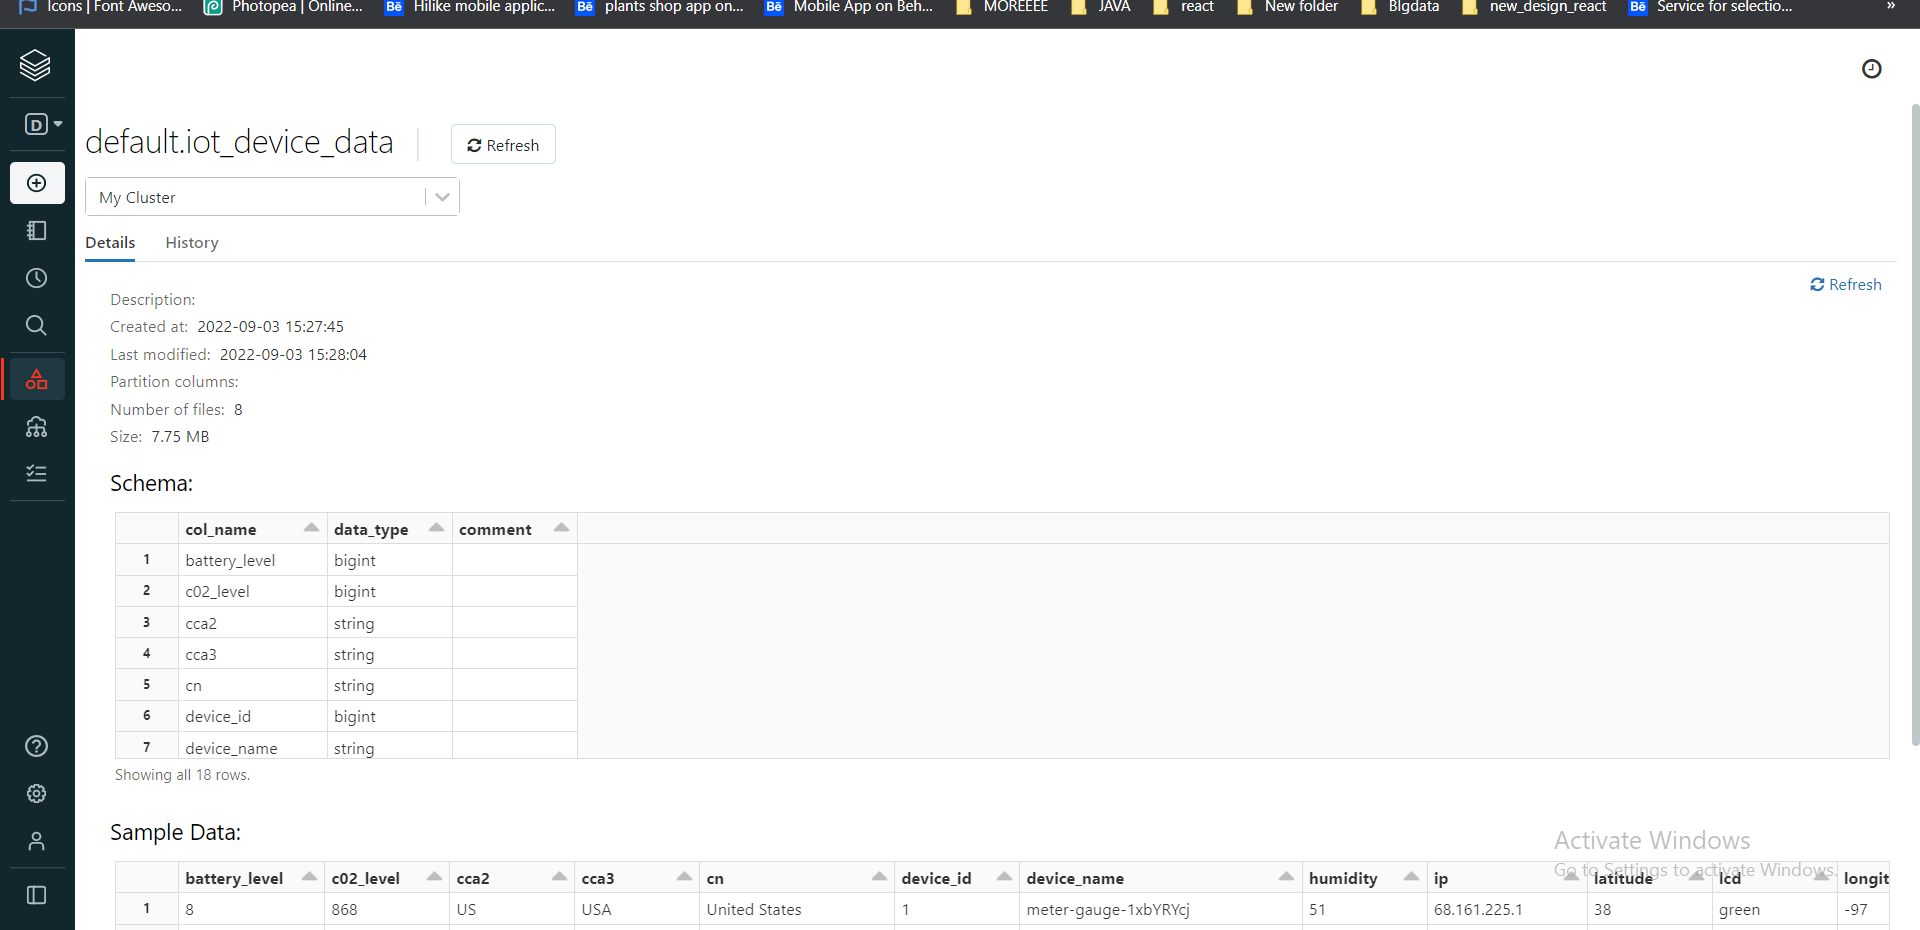 Icons | Font Aweso...
Photopea | Online...
Bē Hilike mobile applic...
Bē plants shop app on...
Bē Mobile App on Beh...
MOREEEE
JAVA
react
New folder
BIgdata
new_design_react
Bē Service for selectio...
»
D
default.iot_device_data
Refresh
My Cluster
Details History
Refresh
Description:
Created at: 2022-09-03 15:27:45
Last modified: 2022-09-03 15:28:04
Partition columns:
Number of files: 8
Size: 7.75 MB
Schema:
col_name data_type comment
1 battery_level bigint
2 c02_level bigint
3 cca2 string
4 cca3 string
5 cn string
6 device_id bigint
7 device_name string
Showing all 18 rows.
Sample Data:
Activate Windows
Go to Settings to activate Windows.
battery_level c02_level cca2 cca3 cn device_id device_name humidity ip latitude lcd longit
1 8 868 US USA United States 1 meter-gauge-1xbYRYcj 51 68.161.225.1 38 green -97